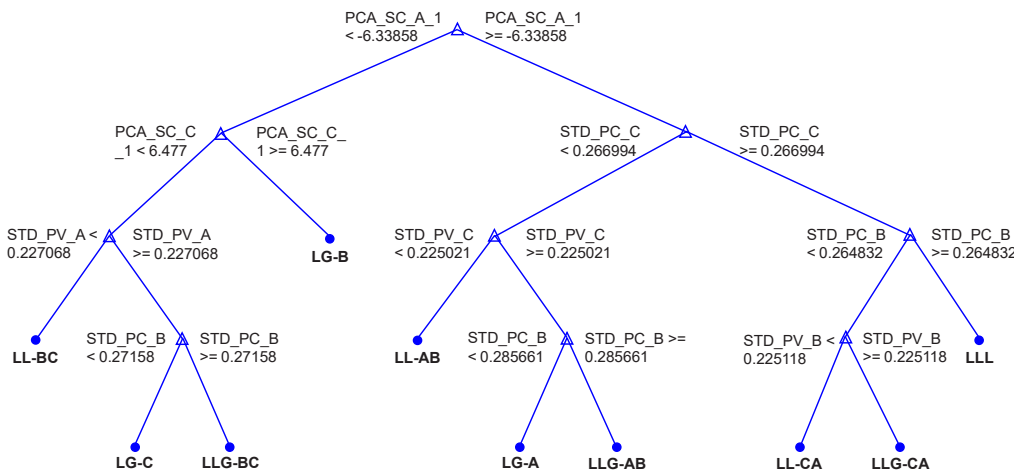 PCA_SC_A_1
< -6.33858
PCA_SC_A_1
>= -6.33858
PCA_SC_C
_1 < 6.477
PCA_SC_C_
1 >= 6.477
STD_PC_C
< 0.266994
STD_PC_C
>= 0.266994
STD_PV_A <
0.227068
STD_PV_A
>= 0.227068
LG-B
STD_PV_C
< 0.225021
STD_PV_C
>= 0.225021
STD_PC_B
< 0.264832
STD_PC_B
>= 0.264832
LL-BC
STD_PC_B
< 0.27158
STD_PC_B
>= 0.27158
LL-AB
STD_PC_B
< 0.285661
STD_PC_B >=
0.285661
STD_PV_B <
0.225118
STD_PV_B
>= 0.225118
LLL
LG-C
LLG-BC
LG-A
LLG-AB
LL-CA
LLG-CA